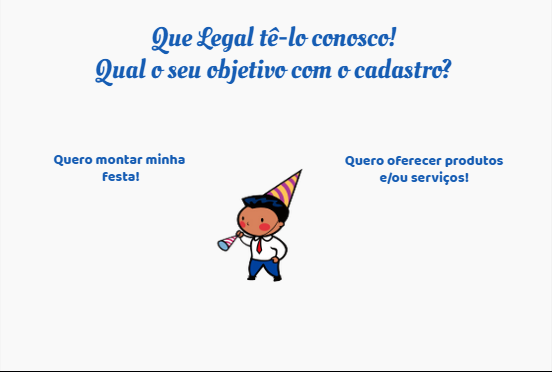 Que Legal tê-lo conosco!
Qual o seu objetivo com o cadastro?
Quero montar minha
festa!
Quero oferecer produtos
e/ou serviços!